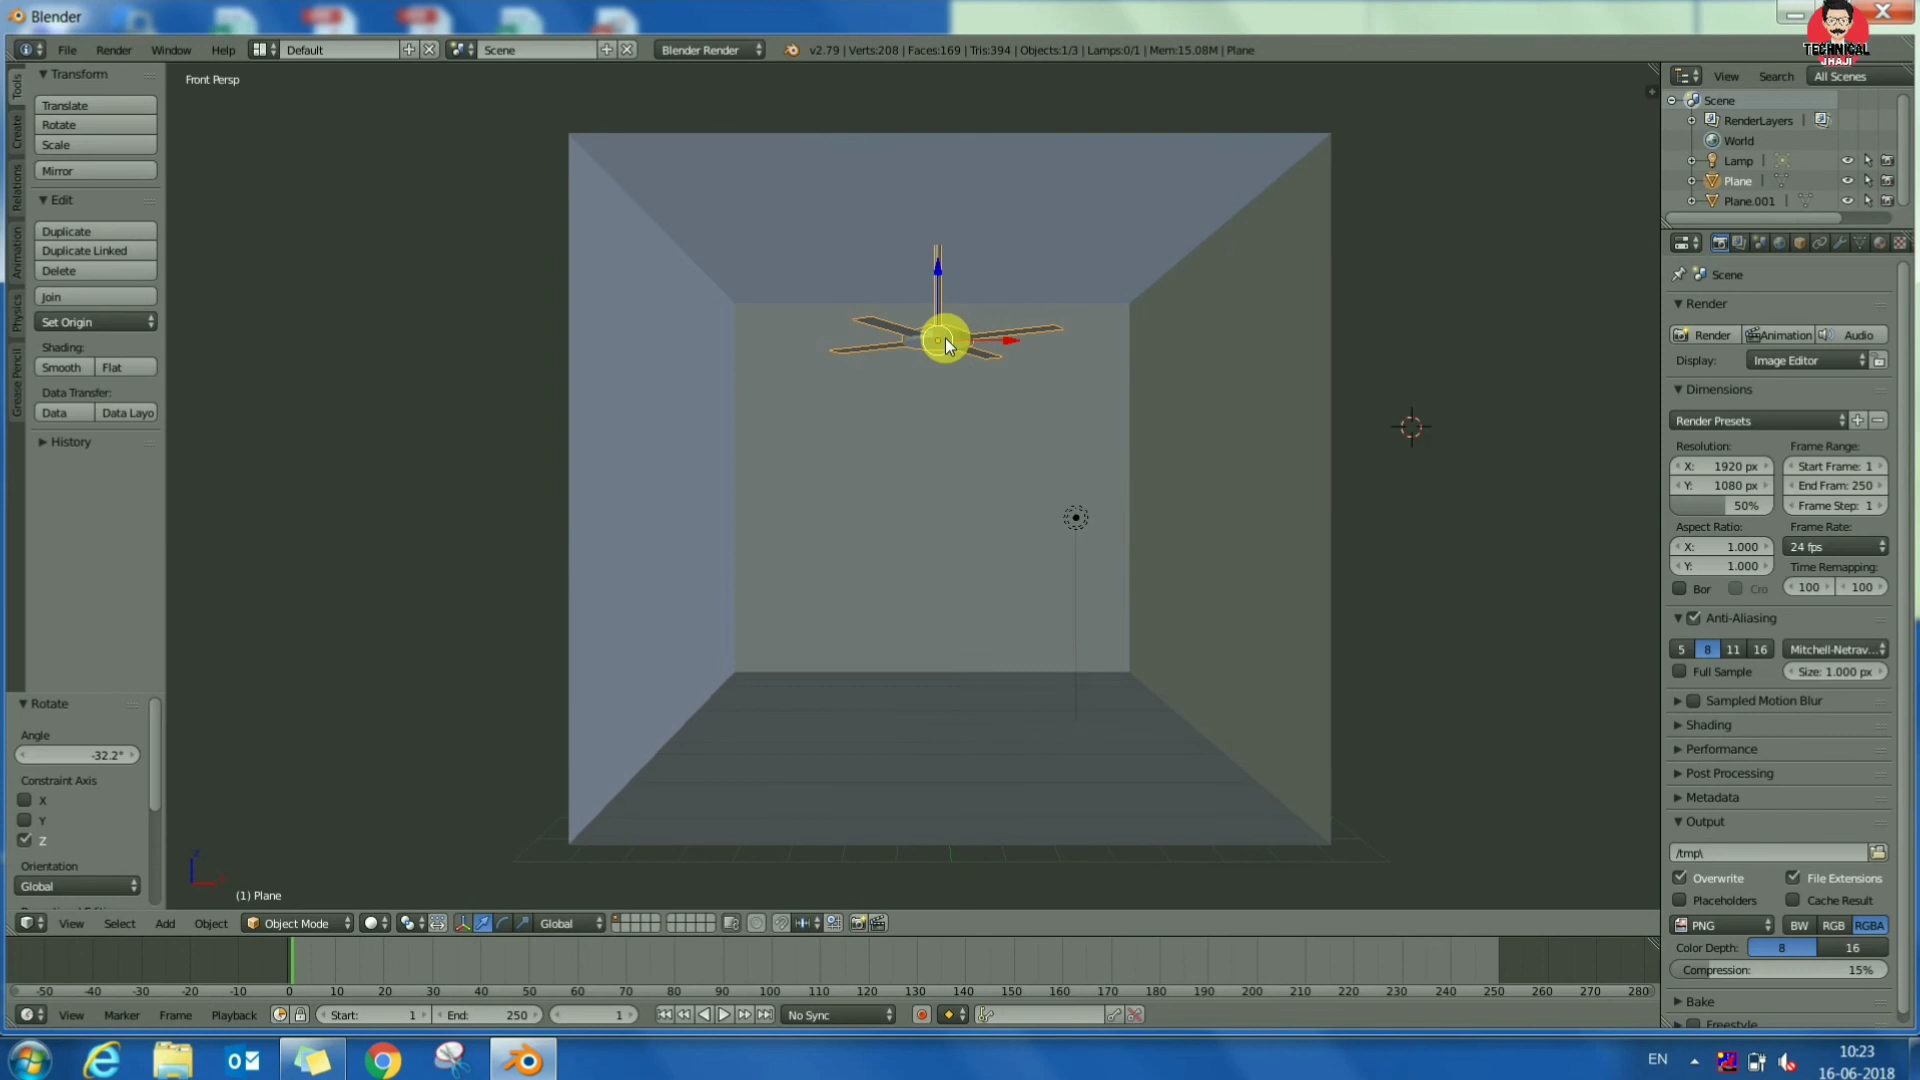 Blender
File Render Window Help Default Scene Blender Render v2.79 | Verts:208 | Faces:169 | Tris:394 | Objects:1/3 | Lamps:0/1 | Mem:15.08M | Plane
TECHNICAL
JHAJI
Transform
Translate
Rotate
Scale
Mirror
Edit
Duplicate
Duplicate Linked
Delete
Join
Set Origin
Shading:
Smooth Flat
Data Transfer:
Data Data Layo
History
Tools
Create
Relations
Animation
Physics
Grease Pencil
Rotate
Angle
-32.2°
Constraint Axis
X
Y
Z
Orientation
Global
Front Persp
(1) Plane
View Search All Scenes
Scene
RenderLayers
World
Lamp
Plane
Plane.001
Scene
Render
Render Animation Audio
Display: Image Editor
Dimensions
Render Presets
Resolution: Frame Range:
X: 1920 px Start Frame: 1
Y: 1080 px End Fram: 250
50% Frame Step: 1
Aspect Ratio: Frame Rate:
X: 1.000 24 fps
Y: 1.000 Time Remapping:
Bor Cro 100 100
Anti-Aliasing
5 8 11 16 Mitchell-Netrav...
Full Sample Size: 1.000 px
Sampled Motion Blur
Shading
Performance
Post Processing
Metadata
Output
/tmp\
Overwrite File Extensions
Placeholders Cache Result
PNG BW RGB RGBA
Color Depth: 8 16
Compression: 15%
Bake
Freestyle
View Select Add Object Object Mode Global
-50 -40 -30 -20 -10 0 10 20 30 40 50 60 70 80 90 100 110 120 130 140 150 160 170 180 190 200 210 220 230 240 250 260 270 280
View Marker Frame Playback Start: 1 End: 250 1 No Sync
EN
10:23
16-06-2018